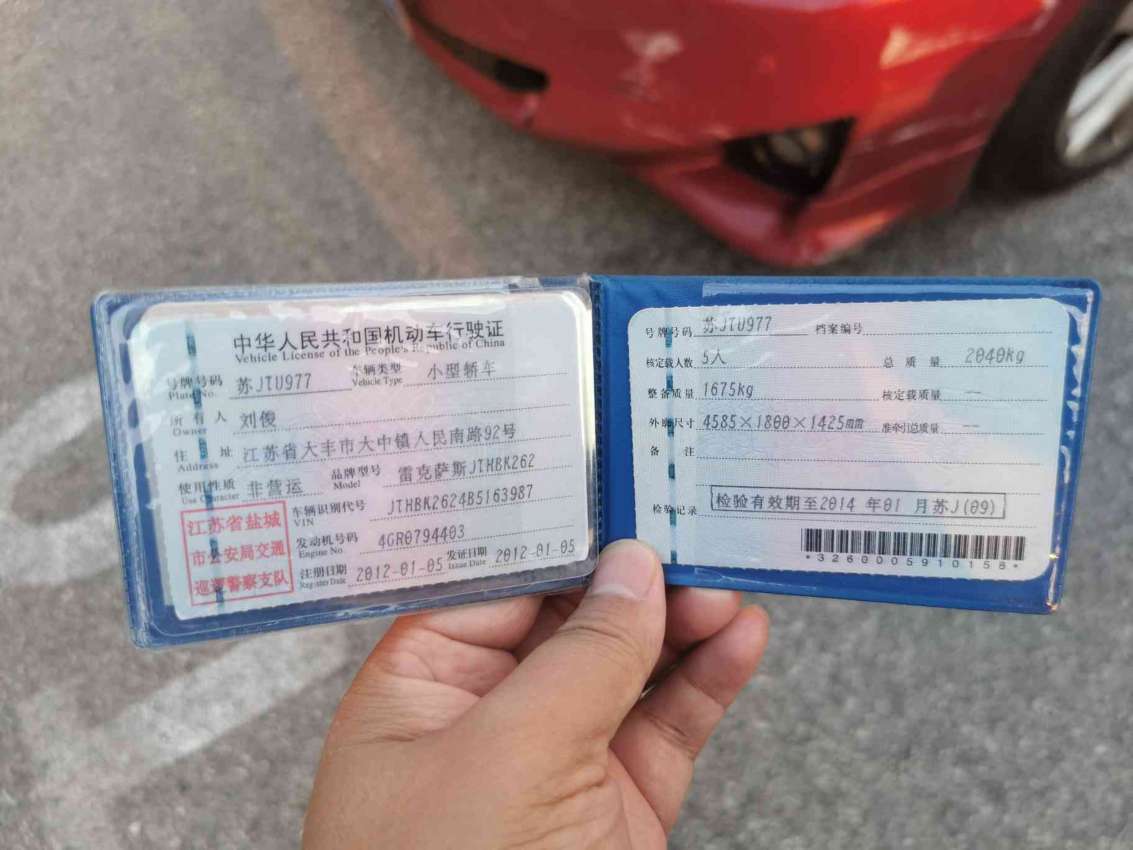 中华人民共和国机动车行驶证
Vehicle License of the People's Republic of China
号牌号码 苏JTU977 车辆类型 小型轿车
Plate No. Vehicle Type
所有人 刘俊
Owner
住址 江苏省大丰市大中镇人民南路92号
Address
使用性质 非营运 品牌型号 雷克萨斯JTHBK262
Use Character Model
江苏省盐城
市公安局交通
巡逻警察支队
车辆识别代号 JTHBK2624B5163987
VIN
发动机号码 4GR0794403
Engine No.
注册日期 2012-01-05 发证日期 2012-01-05
Register Date Issue Date
号牌号码 苏JTU977 档案编号
核定载人数 5人 总质量 2040kg
整备质量 1675kg 核定载质量 —
外廓尺寸 4585×1800×1425mm 准牵引总质量 —
备注
检验记录 检验有效期至2014 年01 月苏J(09)
*3260005910158*